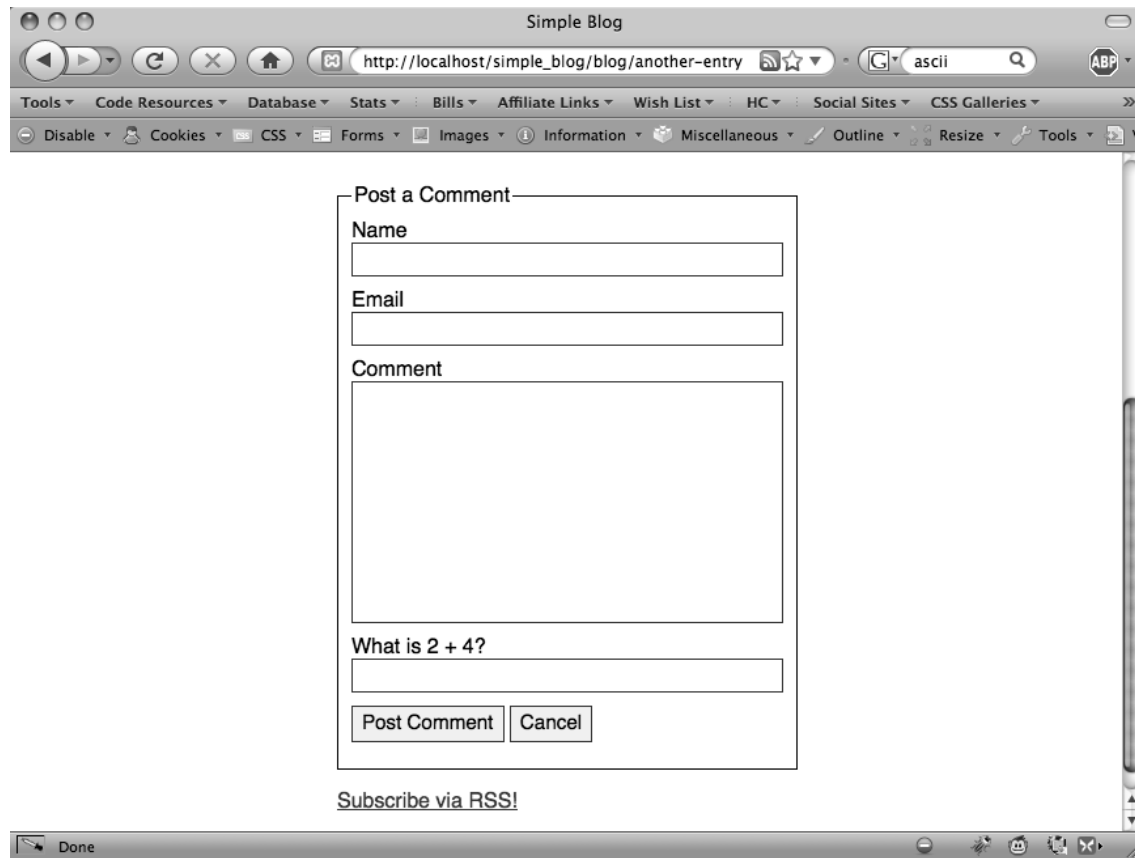 Simple Blog
http://localhost/simple_blog/blog/another-entry G ascii ABP
Tools Code Resources Database Stats Bills Affiliate Links Wish List HC Social Sites CSS Galleries »
Disable Cookies CSS CSS Forms Images Information Miscellaneous Outline Resize Tools
Post a Comment
Name
Email
Comment
What is 2 + 4?
Post Comment Cancel
Subscribe via RSS!
Done